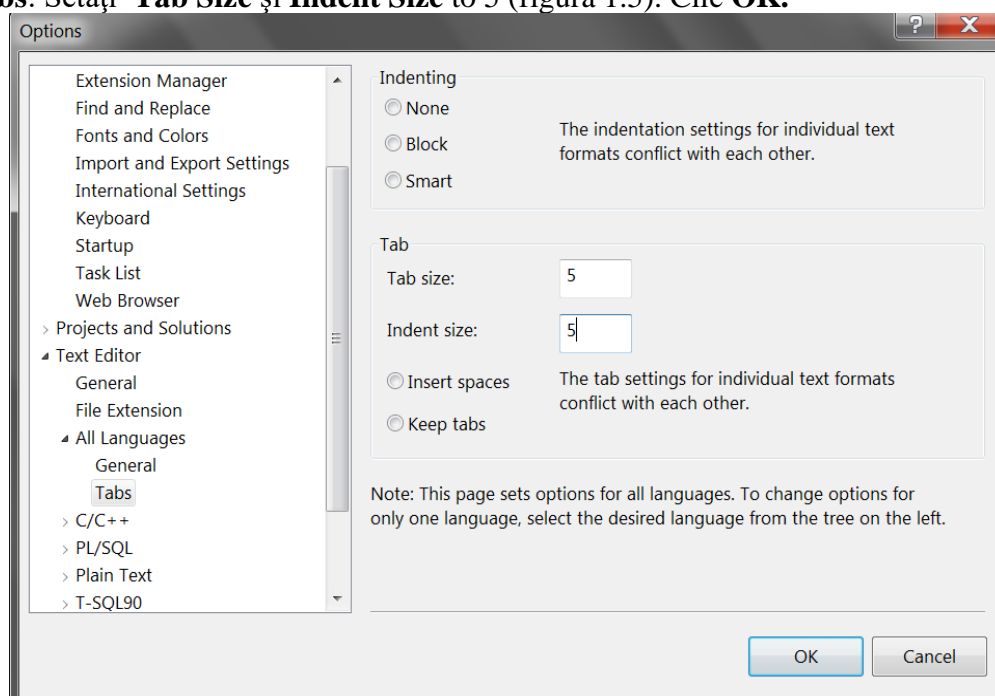 bs. Setaţi Tab Size şi Indent Size to 5 (figura 1.5). Clic OK.
Options
Extension Manager
Find and Replace
Fonts and Colors
Import and Export Settings
International Settings
Keyboard
Startup
Task List
Web Browser
Projects and Solutions
Text Editor
General
File Extension
All Languages
General
Tabs
C/C++
PL/SQL
Plain Text
T-SQL90
Indenting
None
Block
Smart
The indentation settings for individual text
formats conflict with each other.
Tab
Tab size:
5
Indent size:
5
Insert spaces
Keep tabs
The tab settings for individual text formats
conflict with each other.
Note: This page sets options for all languages. To change options for
only one language, select the desired language from the tree on the left.
OK
Cancel